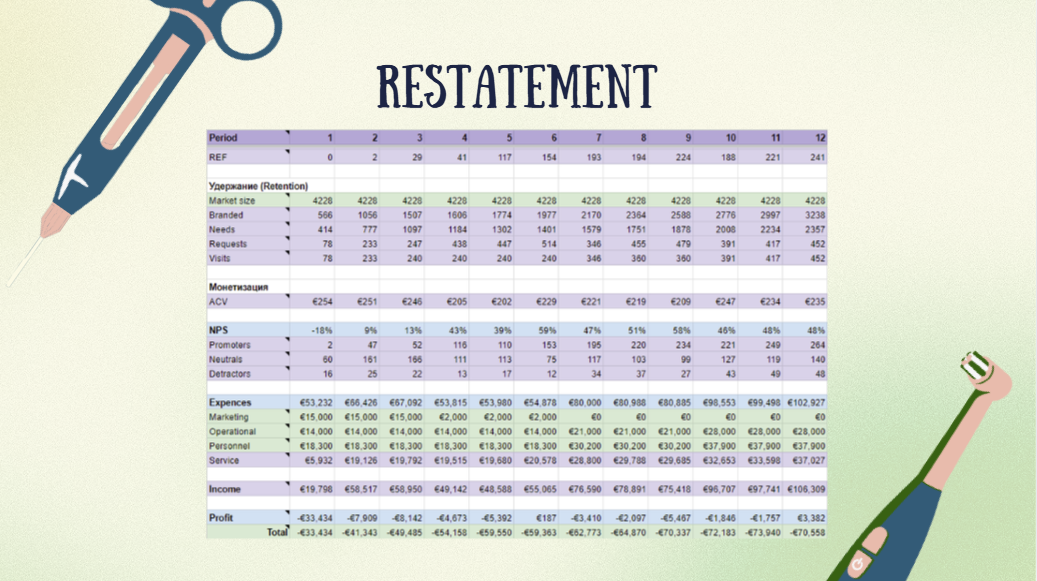 RESTATEMENT
Period 1 2 3 4 5 6 7 8 9 10 11 12
REF 0 2 29 41 117 154 193 194 224 188 221 241
Удержание (Retention)
Market size 4228 4228 4228 4228 4228 4228 4228 4228 4228 4228 4228 4228
Branded 566 1056 1507 1606 1774 1977 2170 2364 2588 2776 2997 3238
Needs 414 777 1097 1184 1302 1401 1579 1751 1878 2008 2234 2357
Requests 78 233 247 438 447 514 346 455 479 391 417 452
Visits 78 233 240 240 240 240 346 360 360 391 417 452
Монетизация
ACV €254 €251 €246 €205 €202 €229 €221 €219 €209 €247 €234 €235
NPS -18% 9% 13% 43% 39% 59% 47% 51% 58% 46% 48% 48%
Promoters 2 47 52 116 110 153 195 220 234 221 249 264
Neutrals 60 161 166 111 113 75 117 103 99 127 119 140
Detractors 16 25 22 13 17 12 34 37 27 43 49 48
Expences €53,232 €66,426 €67,092 €53,815 €53,980 €54,878 €80,000 €80,988 €80,885 €98,553 €99,498 €102,927
Marketing €15,000 €15,000 €15,000 €2,000 €2,000 €2,000 €0 €0 €0 €0 €0 €0
Operational €14,000 €14,000 €14,000 €14,000 €14,000 €14,000 €21,000 €21,000 €21,000 €28,000 €28,000 €28,000
Personnel €18,300 €18,300 €18,300 €18,300 €18,300 €18,300 €30,200 €30,200 €30,200 €37,900 €37,900 €37,900
Service €5,932 €19,126 €19,792 €19,515 €19,680 €20,578 €28,800 €29,788 €29,685 €32,653 €33,598 €37,027
Income €19,798 €58,517 €58,950 €49,142 €48,588 €55,065 €76,590 €78,891 €75,418 €96,707 €97,741 €106,309
Profit -€33,434 -€7,909 -€8,142 -€4,673 -€5,392 €187 -€3,410 -€2,097 -€5,467 -€1,846 -€1,757 €3,382
Total -€33,434 -€41,343 -€49,485 -€54,158 -€59,550 -€59,363 -€62,773 -€64,870 -€70,337 -€72,183 -€73,940 -€70,558